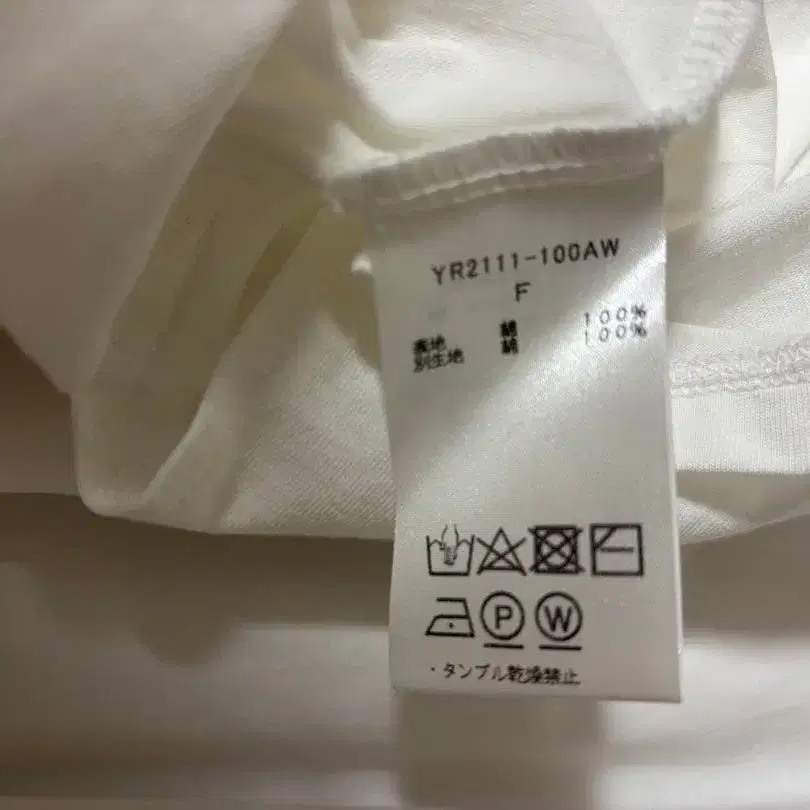 YR2111-100AW
F
表地 綿 100%
別生地 綿 100%
P W
・タンブル乾燥禁止